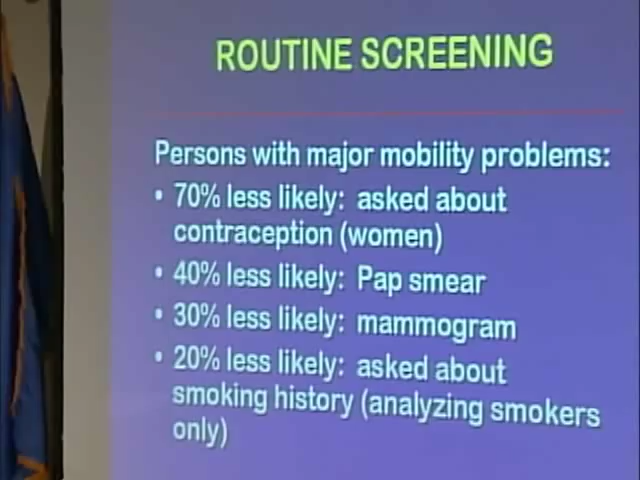 ROUTINE SCREENING
Persons with major mobility problems:
• 70% less likely: asked about
contraception (women)
• 40% less likely: Pap smear
• 30% less likely: mammogram
• 20% less likely: asked about
smoking history (analyzing smokers
only)